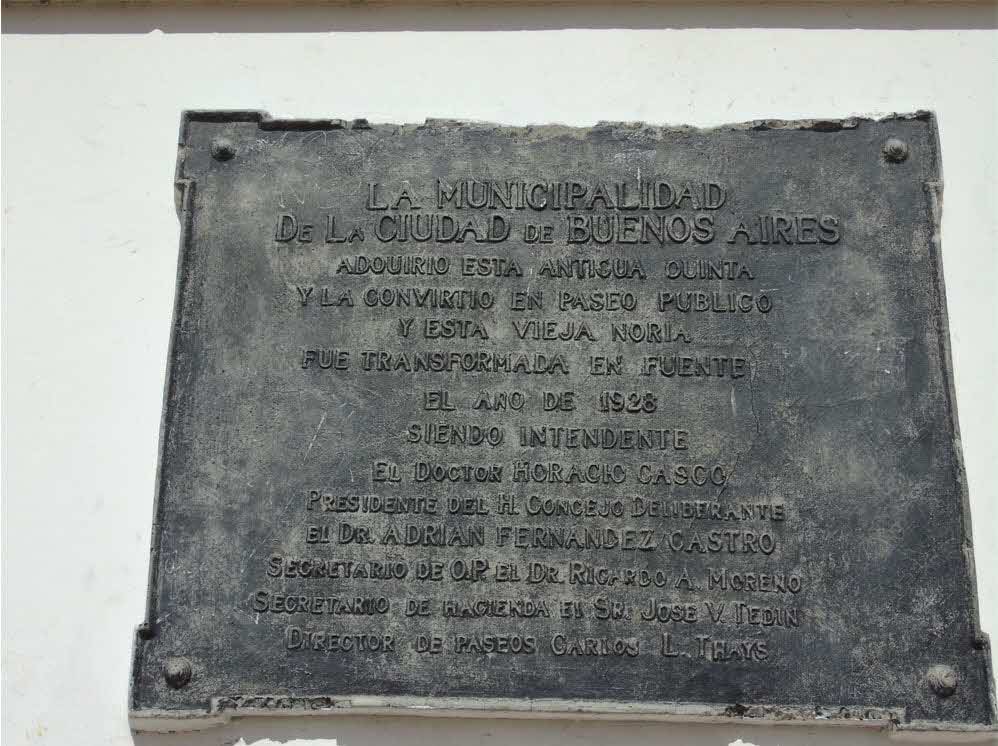 LA MUNICIPALIDAD
DE LA CIUDAD DE BUENOS AIRES
ADQUIRIO ESTA ANTIGUA QUINTA
Y LA CONVIRTIO EN PASEO PUBLICO
Y ESTA VIEJA NORIA
FUE TRANSFORMADA EN FUENTE
EL AÑO DE 1928
SIENDO INTENDENTE
EL DOCTOR HORACIO CASCO
PRESIDENTE DEL H. CONCEJO DELIBERANTE
EL DR. ADRIAN FERNANDEZ CASTRO
SECRETARIO DE O.P. EL DR. RICARDO A. MORENO
SECRETARIO DE HACIENDA EL SR. JOSE V. TEDIN
DIRECTOR DE PASEOS CARLOS L. THAYS